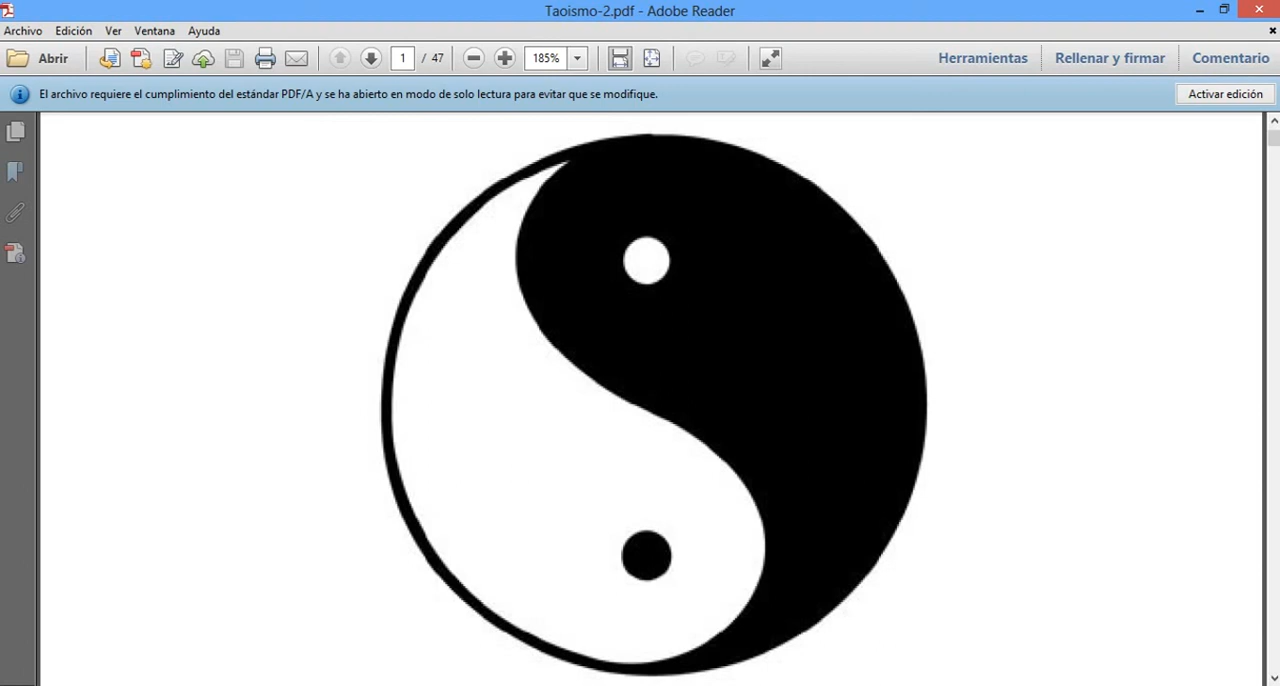 Taoismo-2.pdf - Adobe Reader
Archivo Edición Ver Ventana Ayuda
Abrir 1 / 47 185% Herramientas Rellenar y firmar Comentario
El archivo requiere el cumplimiento del estándar PDF/A y se ha abierto en modo de solo lectura para evitar que se modifique. Activar edición